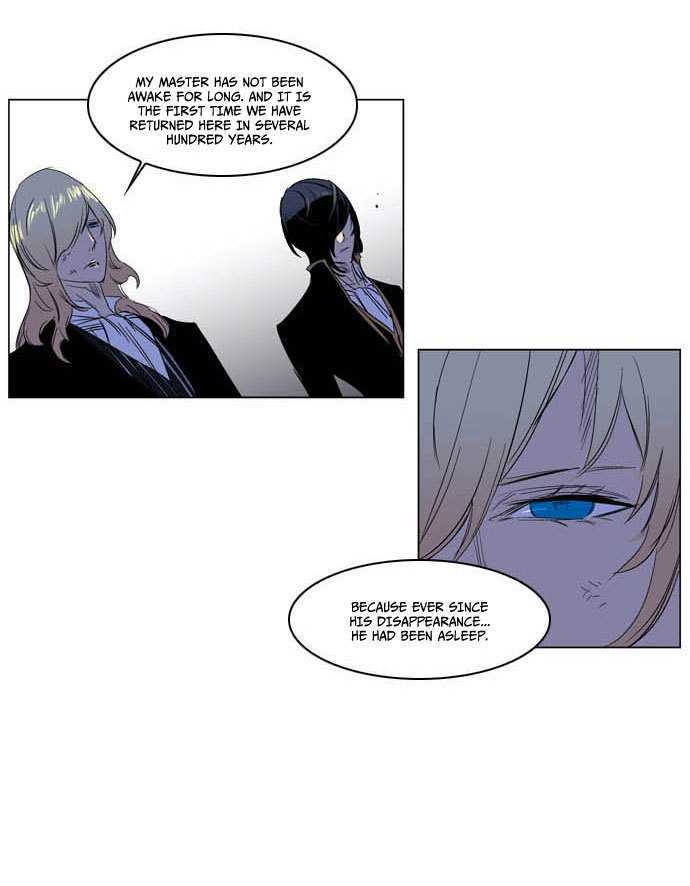 MY MASTER HAS NOT BEEN
AWAKE FOR LONG. AND IT IS
THE FIRST TIME WE HAVE
RETURNED HERE IN SEVERAL
HUNDRED YEARS.
BECAUSE EVER SINCE
HIS DISAPPEARANCE...
HE HAD BEEN ASLEEP.